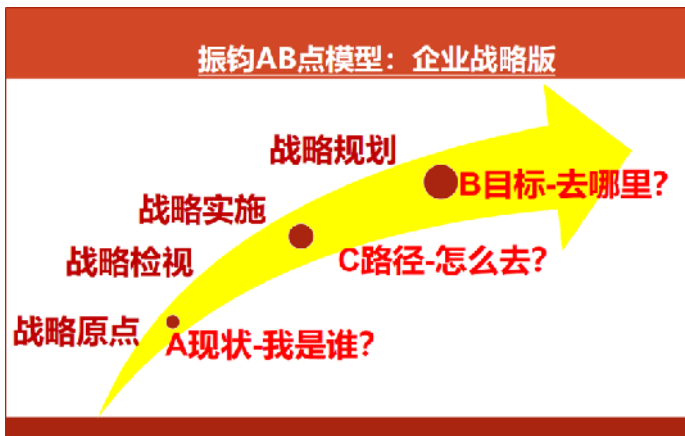 振钧AB点模型：企业战略版
战略规划
B目标-去哪里?
战略实施
C路径-怎么去?
战略检视
战略原点
A现状-我是谁?